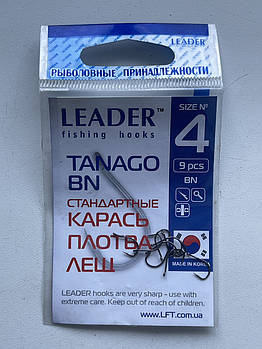 LEADER
РЫБОЛОВНЫЕ ПРИНАДЛЕЖНОСТИ
LEADER™
fishing hooks
SIZE №
4
9 pcs
BN
TANAGO
BN
СТАНДАРТНЫЕ
КАРАСЬ
ПЛОТВА
ЛЕЩ
MADE IN KOREA
LEADER hooks are very sharp - use with
extreme care. Keep out of reach of children.
www.LFT.com.ua